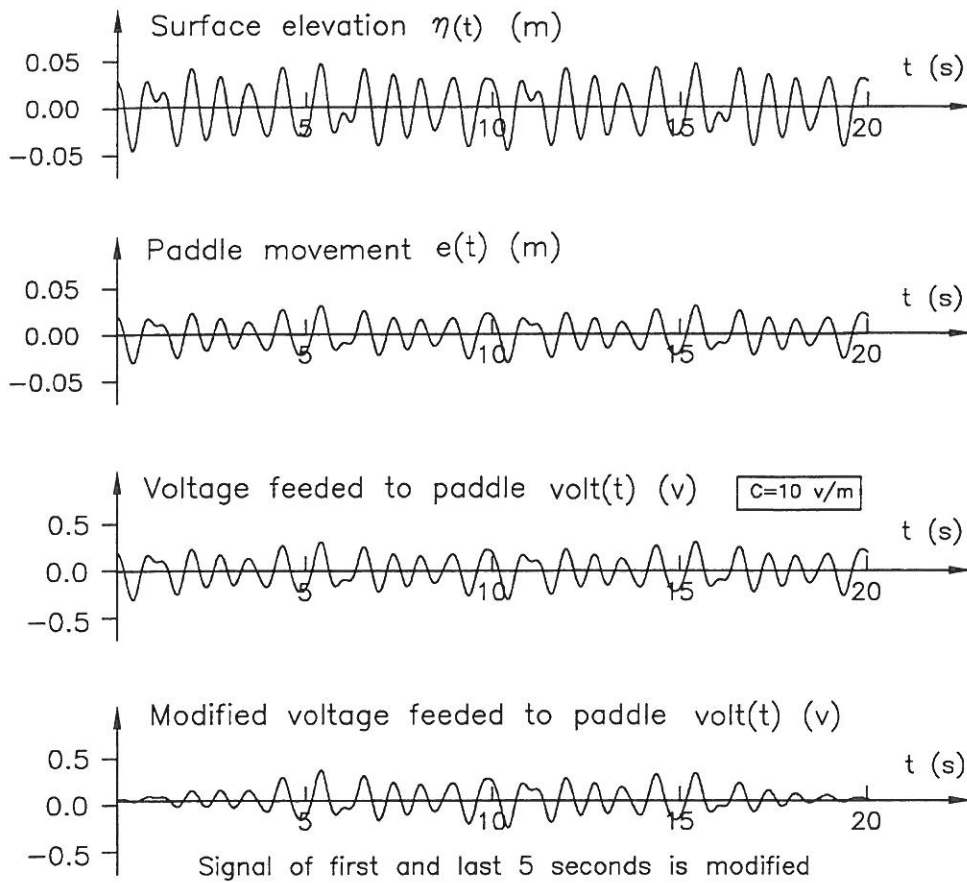 Surface elevation η(t) (m)
0.05
0.00
-0.05
t (s)
5
10
15
20
Paddle movement e(t) (m)
0.05
0.00
-0.05
t (s)
5
10
15
20
Voltage feeded to paddle volt(t) (v)
C=10 v/m
0.5
0.0
-0.5
t (s)
5
10
15
20
Modified voltage feeded to paddle volt(t) (v)
0.5
0.0
-0.5
t (s)
5
10
15
20
Signal of first and last 5 seconds is modified